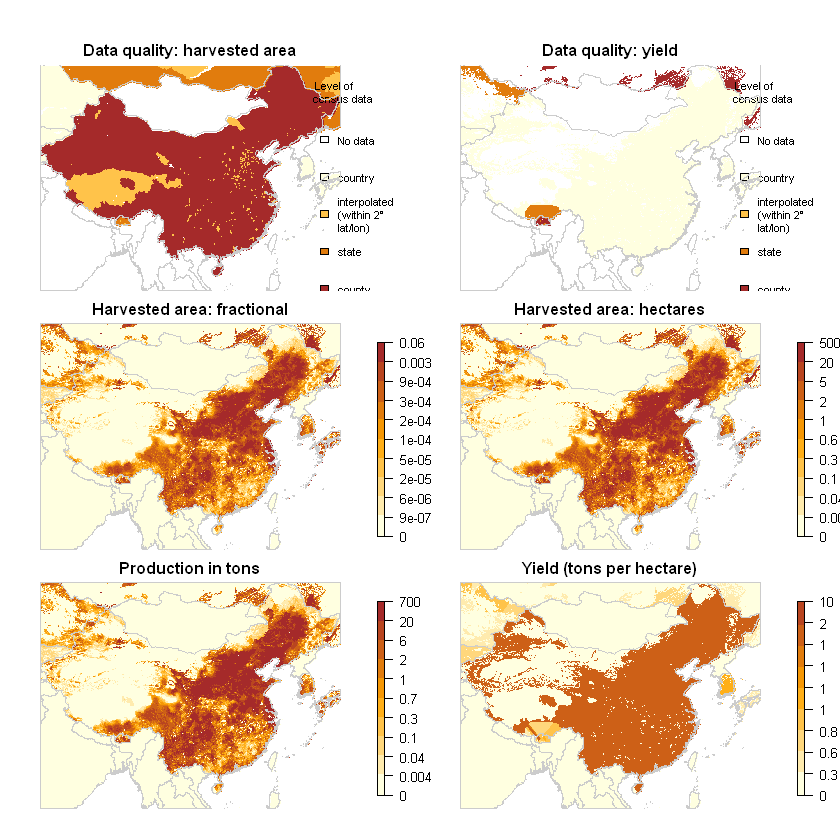 Data quality: harvested area
Level of
census data
No data
country
interpolated
(within 2°
lat/lon)
state
county
Data quality: yield
Level of
census data
No data
country
interpolated
(within 2°
lat/lon)
state
county
Harvested area: fractional
0.06
0.003
9e-04
3e-04
2e-04
1e-04
5e-05
2e-05
6e-06
9e-07
0
Harvested area: hectares
500
20
5
2
1
0.6
0.3
0.1
0.04
0.00
0
Production in tons
700
20
6
2
1
0.7
0.3
0.1
0.04
0.004
0
Yield (tons per hectare)
10
2
1
1
1
1
0.8
0.6
0.3
0